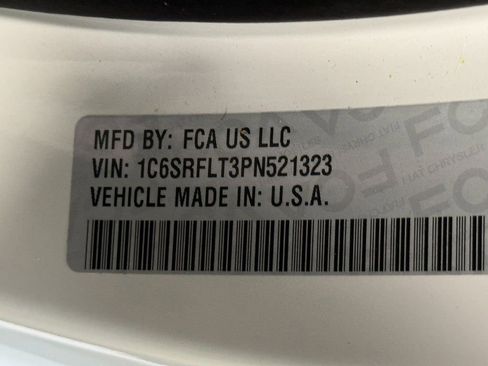 MFD BY: FCA US LLC
VIN: 1C6SRFLT3PN521323
VEHICLE MADE IN: U.S.A.